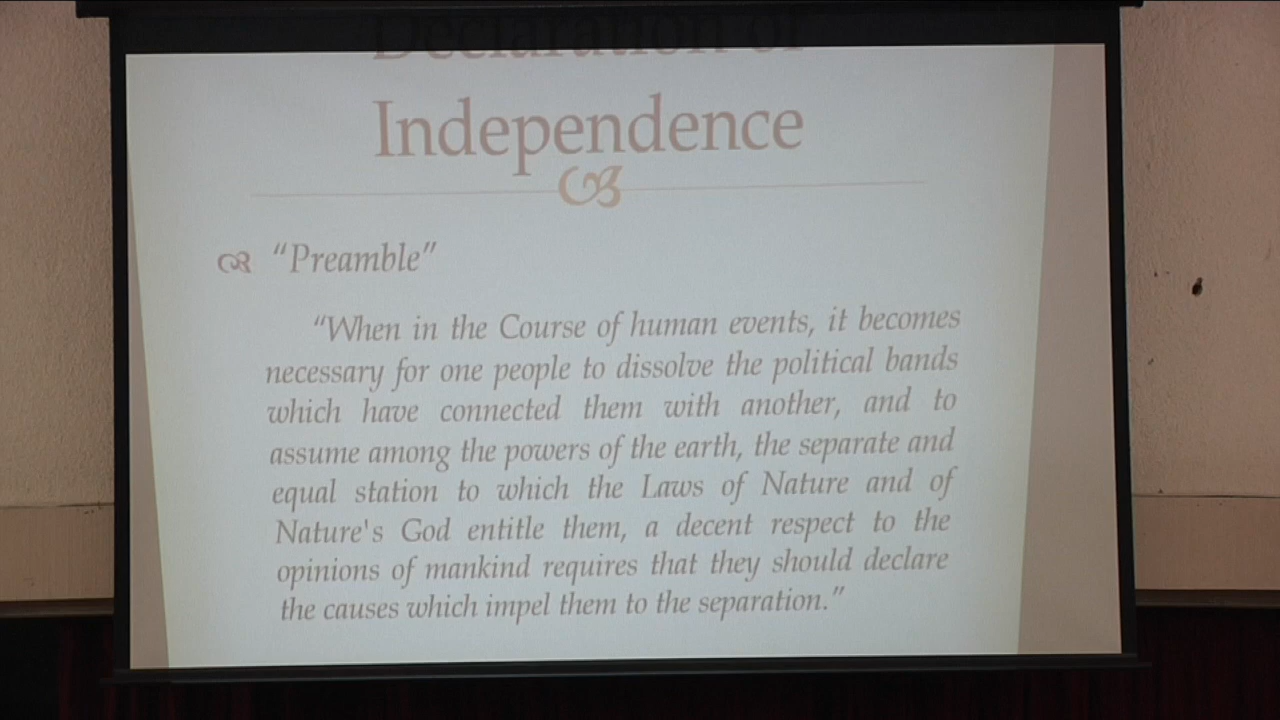 Declaration of
Independence
"Preamble"
"When in the Course of human events, it becomes
necessary for one people to dissolve the political bands
which have connected them with another, and to
assume among the powers of the earth, the separate and
equal station to which the Laws of Nature and of
Nature's God entitle them, a decent respect to the
opinions of mankind requires that they should declare
the causes which impel them to the separation."